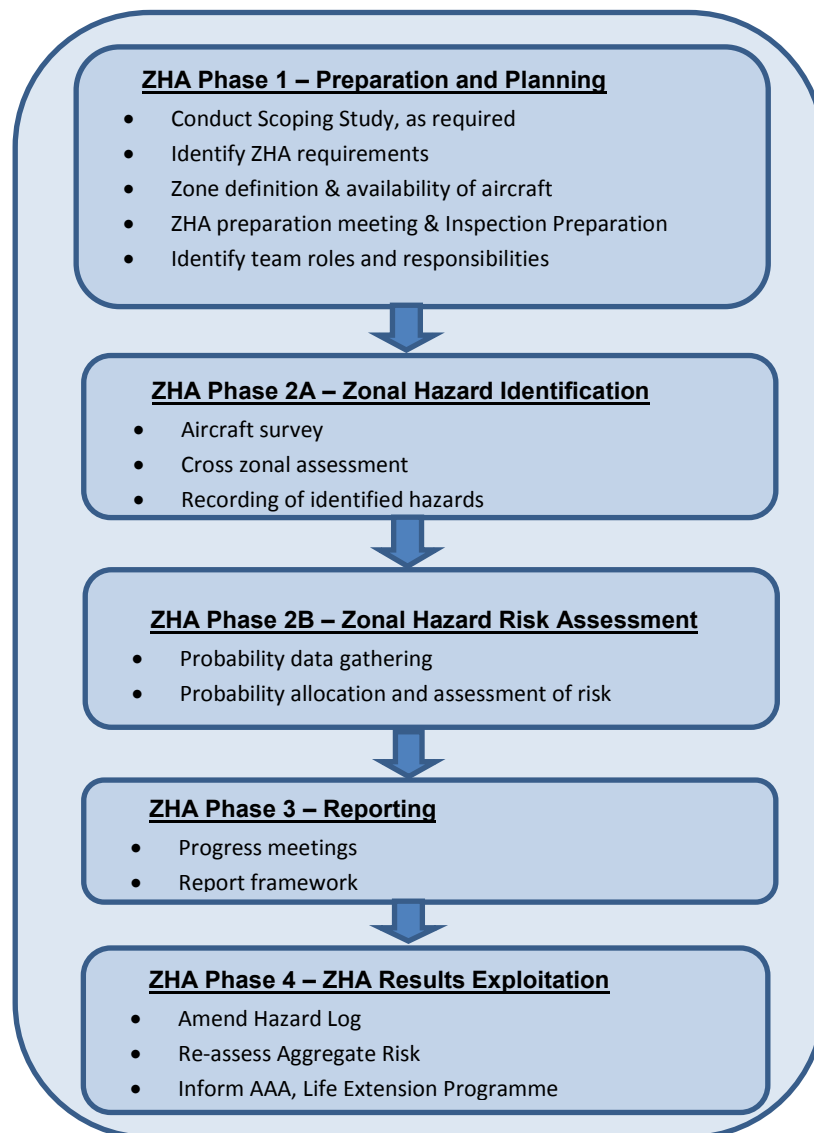 ZHA Phase 1 – Preparation and Planning
• Conduct Scoping Study, as required
• Identify ZHA requirements
• Zone definition & availability of aircraft
• ZHA preparation meeting & Inspection Preparation
• Identify team roles and responsibilities
ZHA Phase 2A – Zonal Hazard Identification
• Aircraft survey
• Cross zonal assessment
• Recording of identified hazards
ZHA Phase 2B – Zonal Hazard Risk Assessment
• Probability data gathering
• Probability allocation and assessment of risk
ZHA Phase 3 – Reporting
• Progress meetings
• Report framework
ZHA Phase 4 – ZHA Results Exploitation
• Amend Hazard Log
• Re-assess Aggregate Risk
• Inform AAA, Life Extension Programme